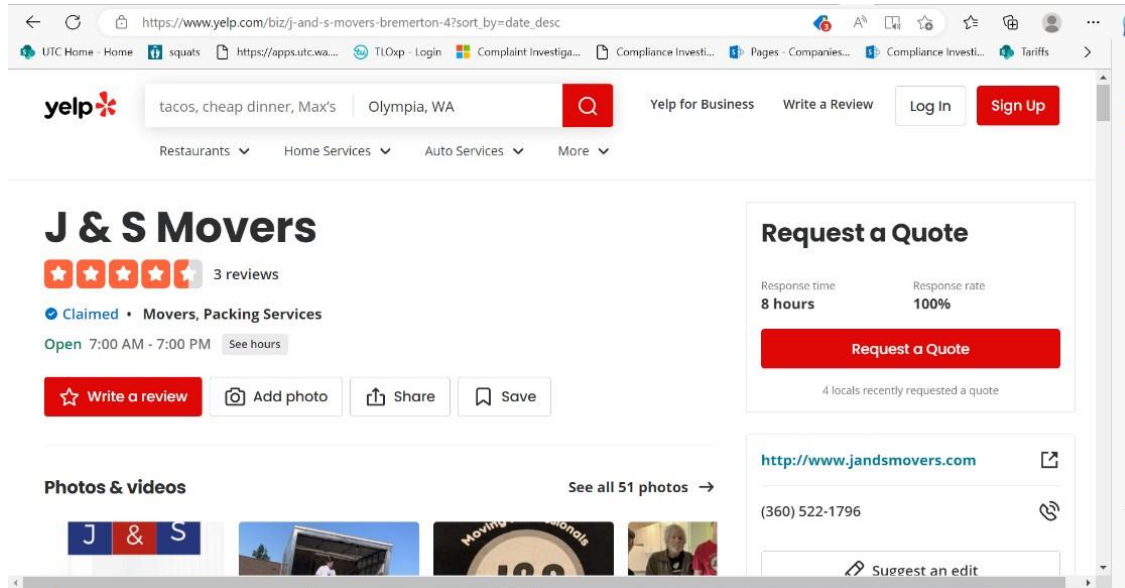 https://www.yelp.com/biz/j-and-s-movers-bremerton-4?sort_by=date_desc
UTC Home - Home squats https://apps.utc.wa.... TLOxp - Login Complaint Investiga... Compliance Investi... Pages - Companies... Compliance Investi... Tariffs
yelp tacos, cheap dinner, Max's Olympia, WA Yelp for Business Write a Review Log In Sign Up
Restaurants Home Services Auto Services More
J & S Movers
3 reviews
Claimed • Movers, Packing Services
Open 7:00 AM - 7:00 PM See hours
Write a review Add photo Share Save
Request a Quote
Response time Response rate
8 hours 100%
Request a Quote
4 locals recently requested a quote
http://www.jandsmovers.com
(360) 522-1796
Suggest an edit
Photos & videos See all 51 photos →
J & S
Moving Professionals
J&S